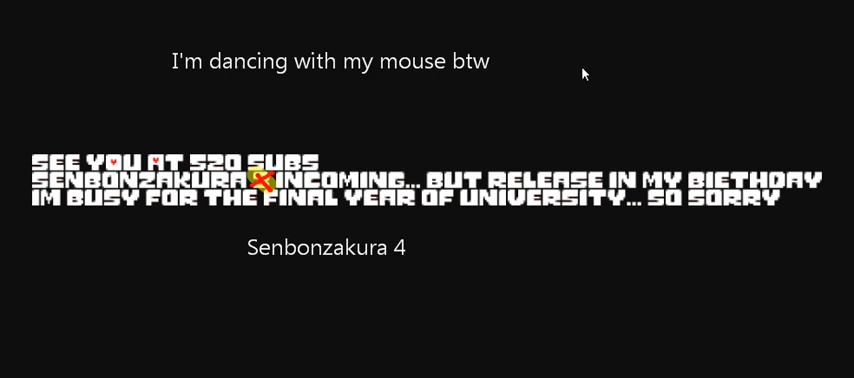 I'm dancing with my mouse btw
SEE YOU AT 520 SUBS
SENBONZAKURA INCOMING... BUT RELEASE IN MY BIETHDAY
IM BUSY FOR THE FINAL YEAR OF UNIVERSITY... SO SORRY
Senbonzakura 4